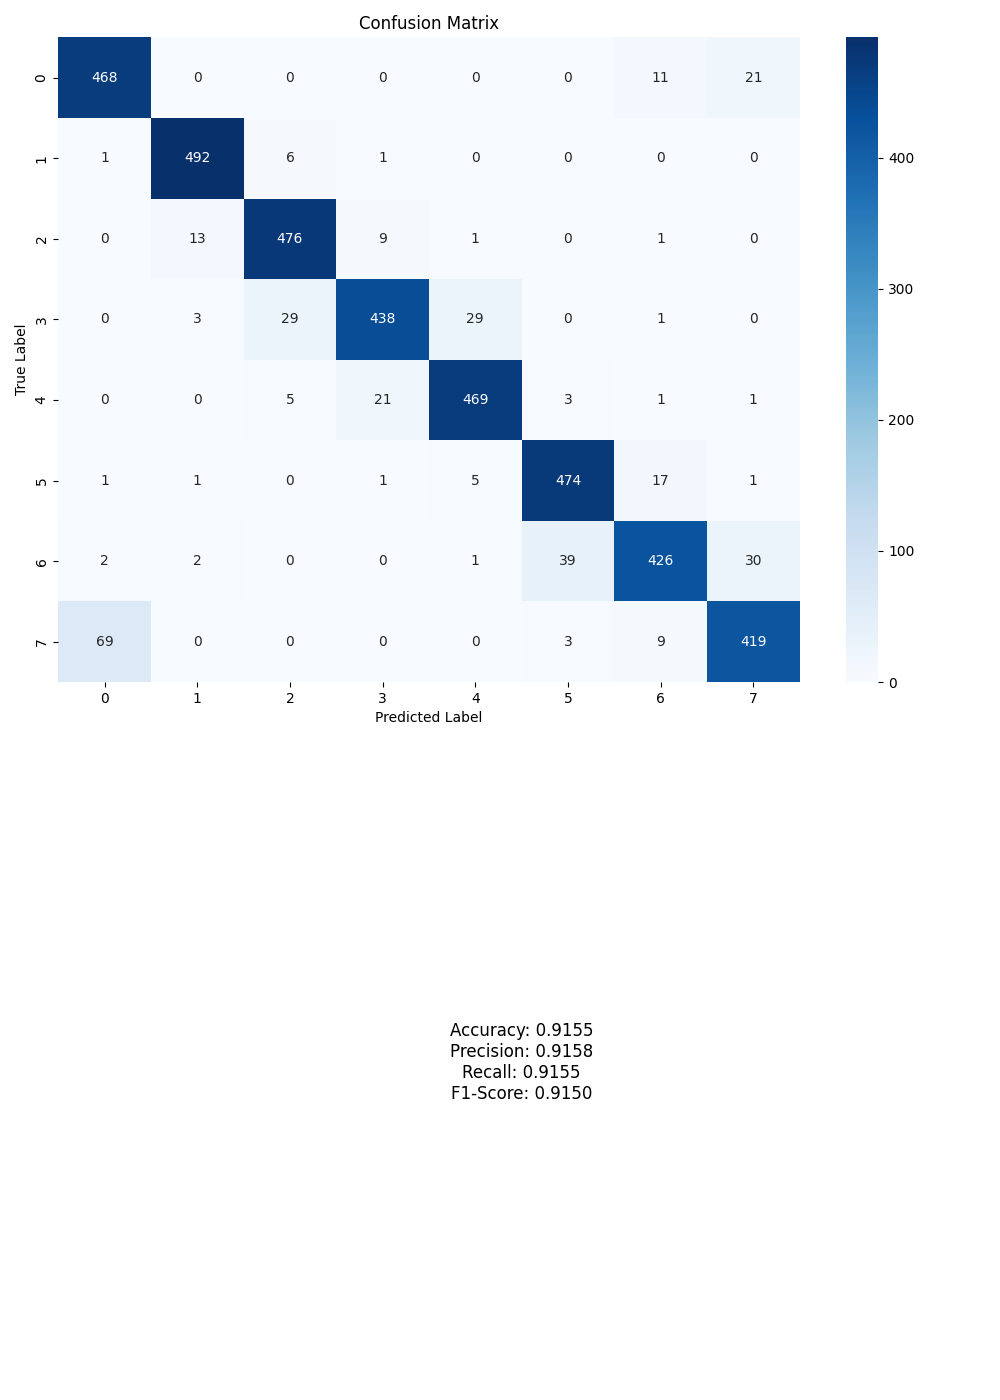 Confusion Matrix
True Label
0 468 0 0 0 0 0 11 21
1 1 492 6 1 0 0 0 0
2 0 13 476 9 1 0 1 0
3 0 3 29 438 29 0 1 0
4 0 0 5 21 469 3 1 1
5 1 1 0 1 5 474 17 1
6 2 2 0 0 1 39 426 30
7 69 0 0 0 0 3 9 419
0 1 2 3 4 5 6 7
Predicted Label
400
300
200
100
0
Accuracy: 0.9155
Precision: 0.9158
Recall: 0.9155
F1-Score: 0.9150